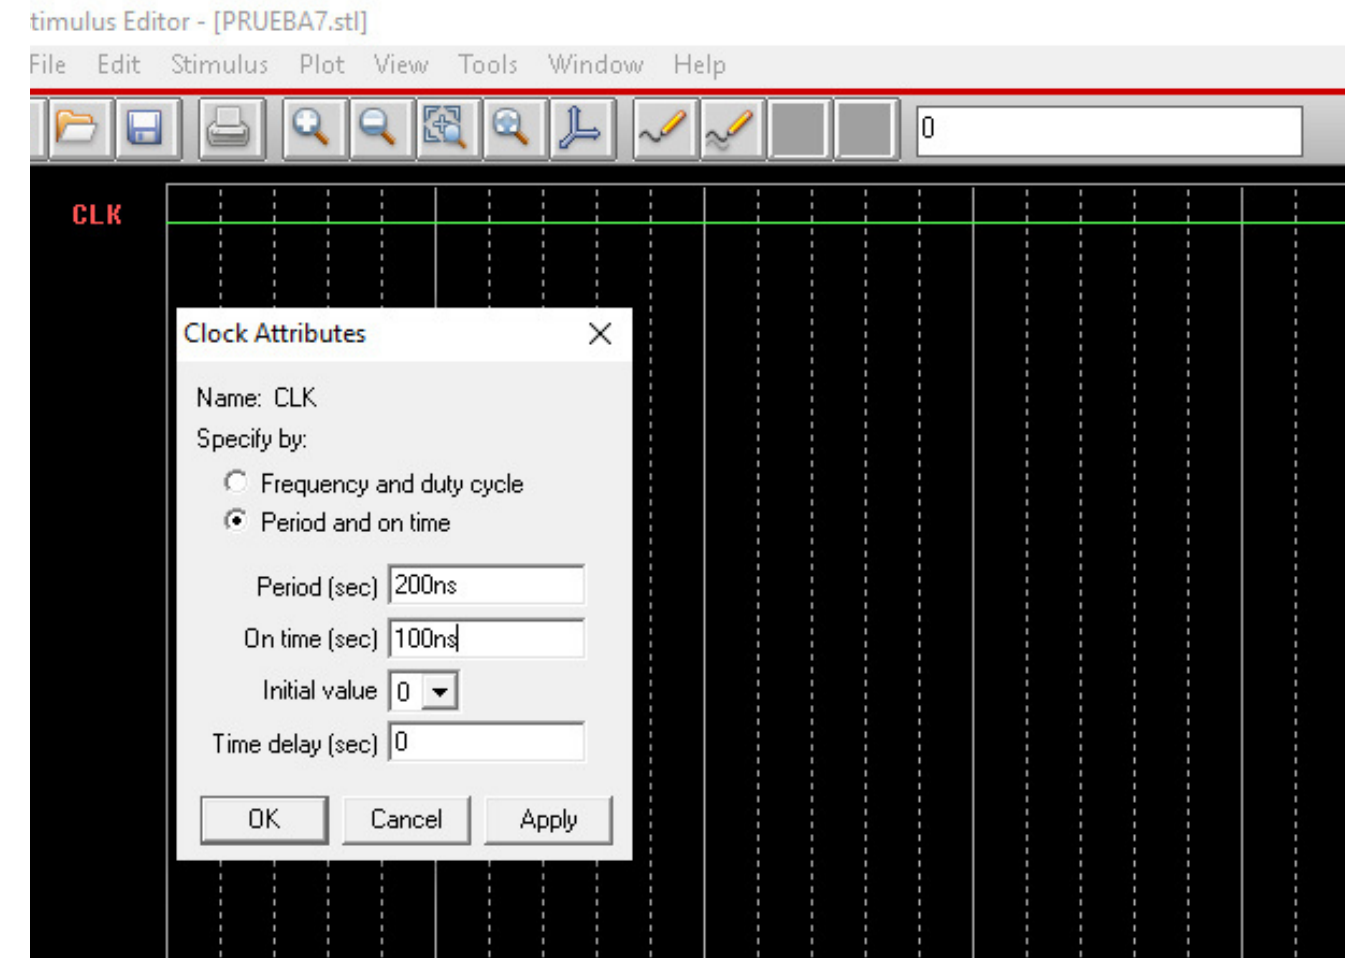 timulus Editor - [PRUEBA7.stl]
File Edit Stimulus Plot View Tools Window Help
0
CLK
Clock Attributes
Name: CLK
Specify by:
Frequency and duty cycle
Period and on time
Period (sec) 200ns
On time (sec) 100ns
Initial value 0
Time delay (sec) 0
OK Cancel Apply